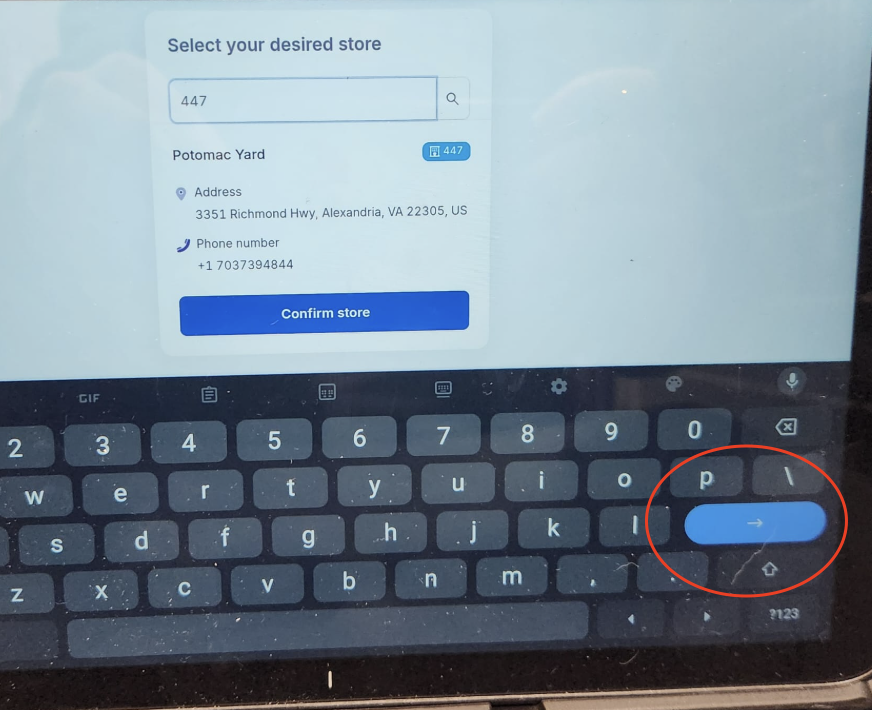 Select your desired store
447
Potomac Yard 447
Address
3351 Richmond Hwy, Alexandria, VA 22305, US
Phone number
+1 7037394844
Confirm store
GIF
2 3 4 5 6 7 8 9 0
w e r t y u i o p \
s d f g h j k l →
z x c v b n m , .
?123